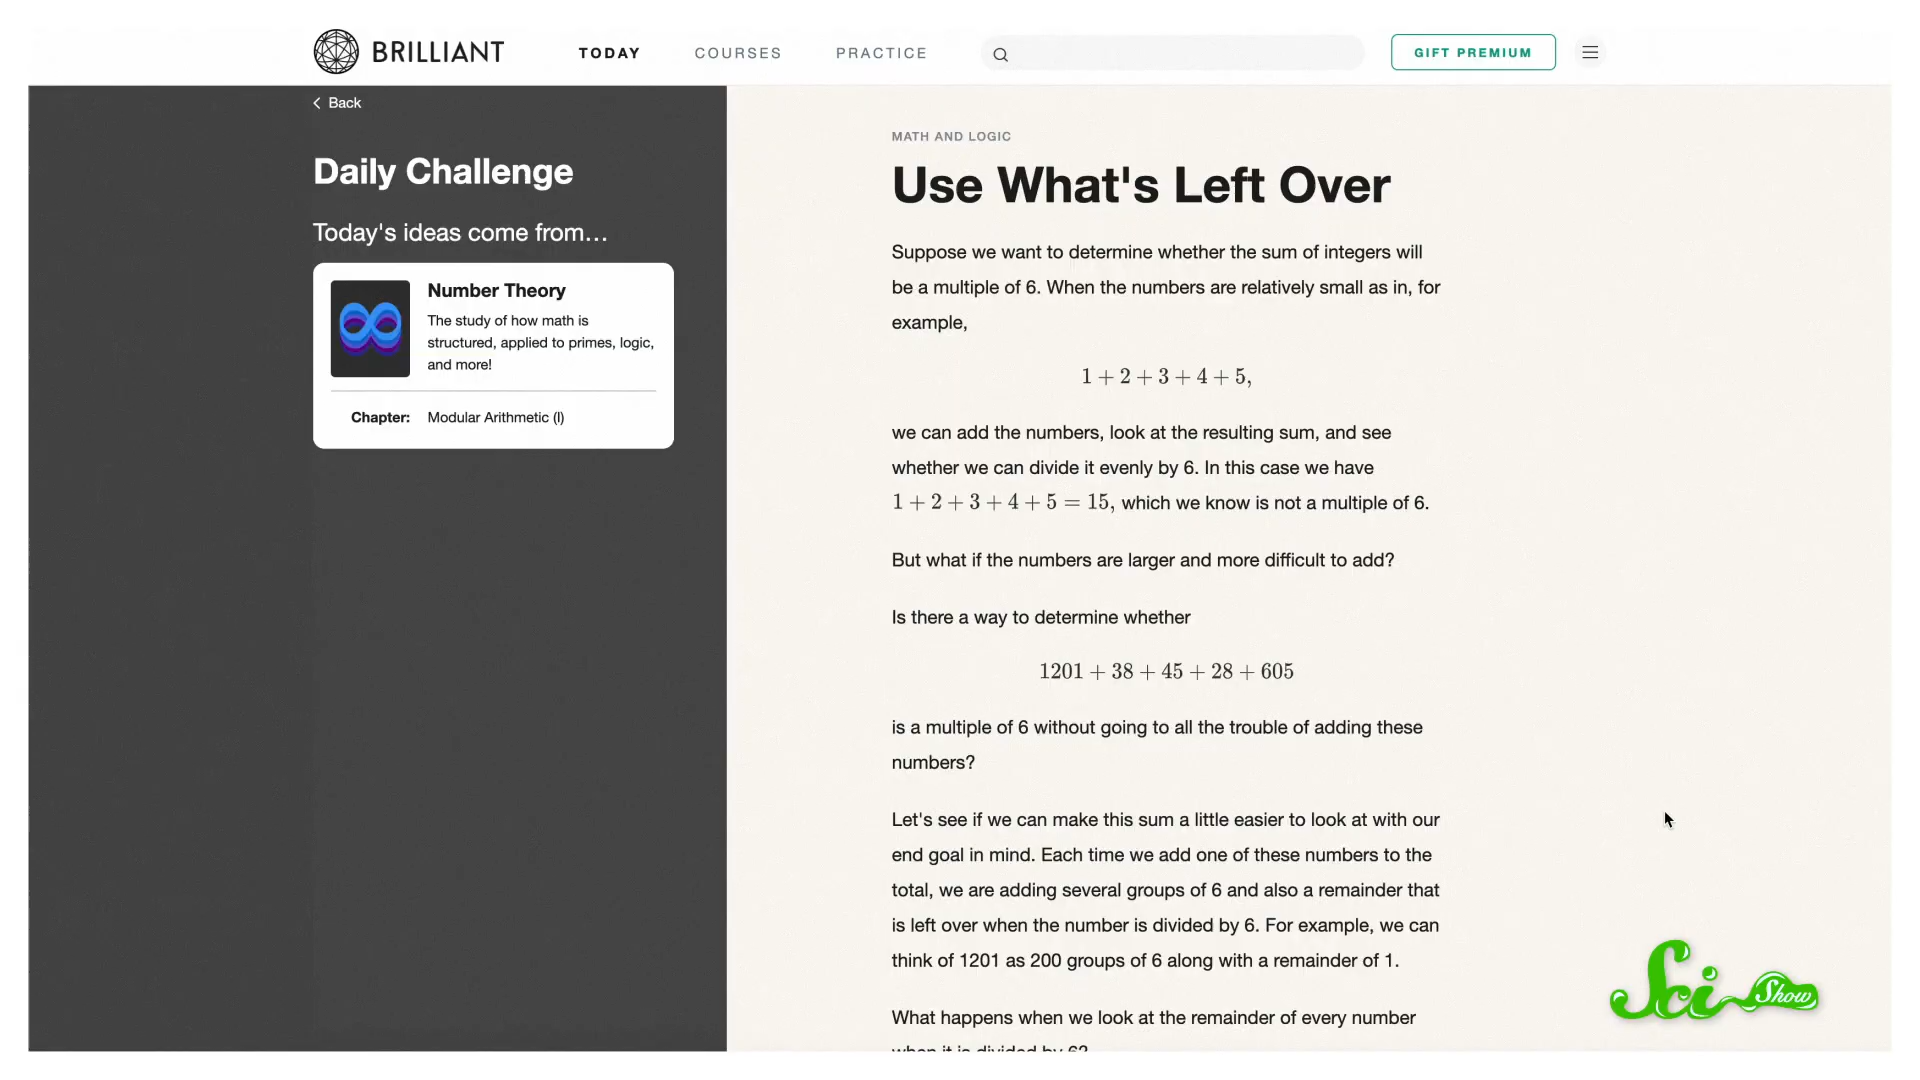 BRILLIANT
TODAY
COURSES
PRACTICE
GIFT PREMIUM
Back
Daily Challenge
Today's ideas come from...
Number Theory
The study of how math is
structured, applied to primes, logic,
and more!
Chapter: Modular Arithmetic (I)
MATH AND LOGIC
Use What's Left Over
Suppose we want to determine whether the sum of integers will
be a multiple of 6. When the numbers are relatively small as in, for
example,
1 + 2 + 3 + 4 + 5,
we can add the numbers, look at the resulting sum, and see
whether we can divide it evenly by 6. In this case we have
1 + 2 + 3 + 4 + 5 = 15, which we know is not a multiple of 6.
But what if the numbers are larger and more difficult to add?
Is there a way to determine whether
1201 + 38 + 45 + 28 + 605
is a multiple of 6 without going to all the trouble of adding these
numbers?
Let's see if we can make this sum a little easier to look at with our
end goal in mind. Each time we add one of these numbers to the
total, we are adding several groups of 6 and also a remainder that
is left over when the number is divided by 6. For example, we can
think of 1201 as 200 groups of 6 along with a remainder of 1.
What happens when we look at the remainder of every number
when it is divided by 6?
Sci Show